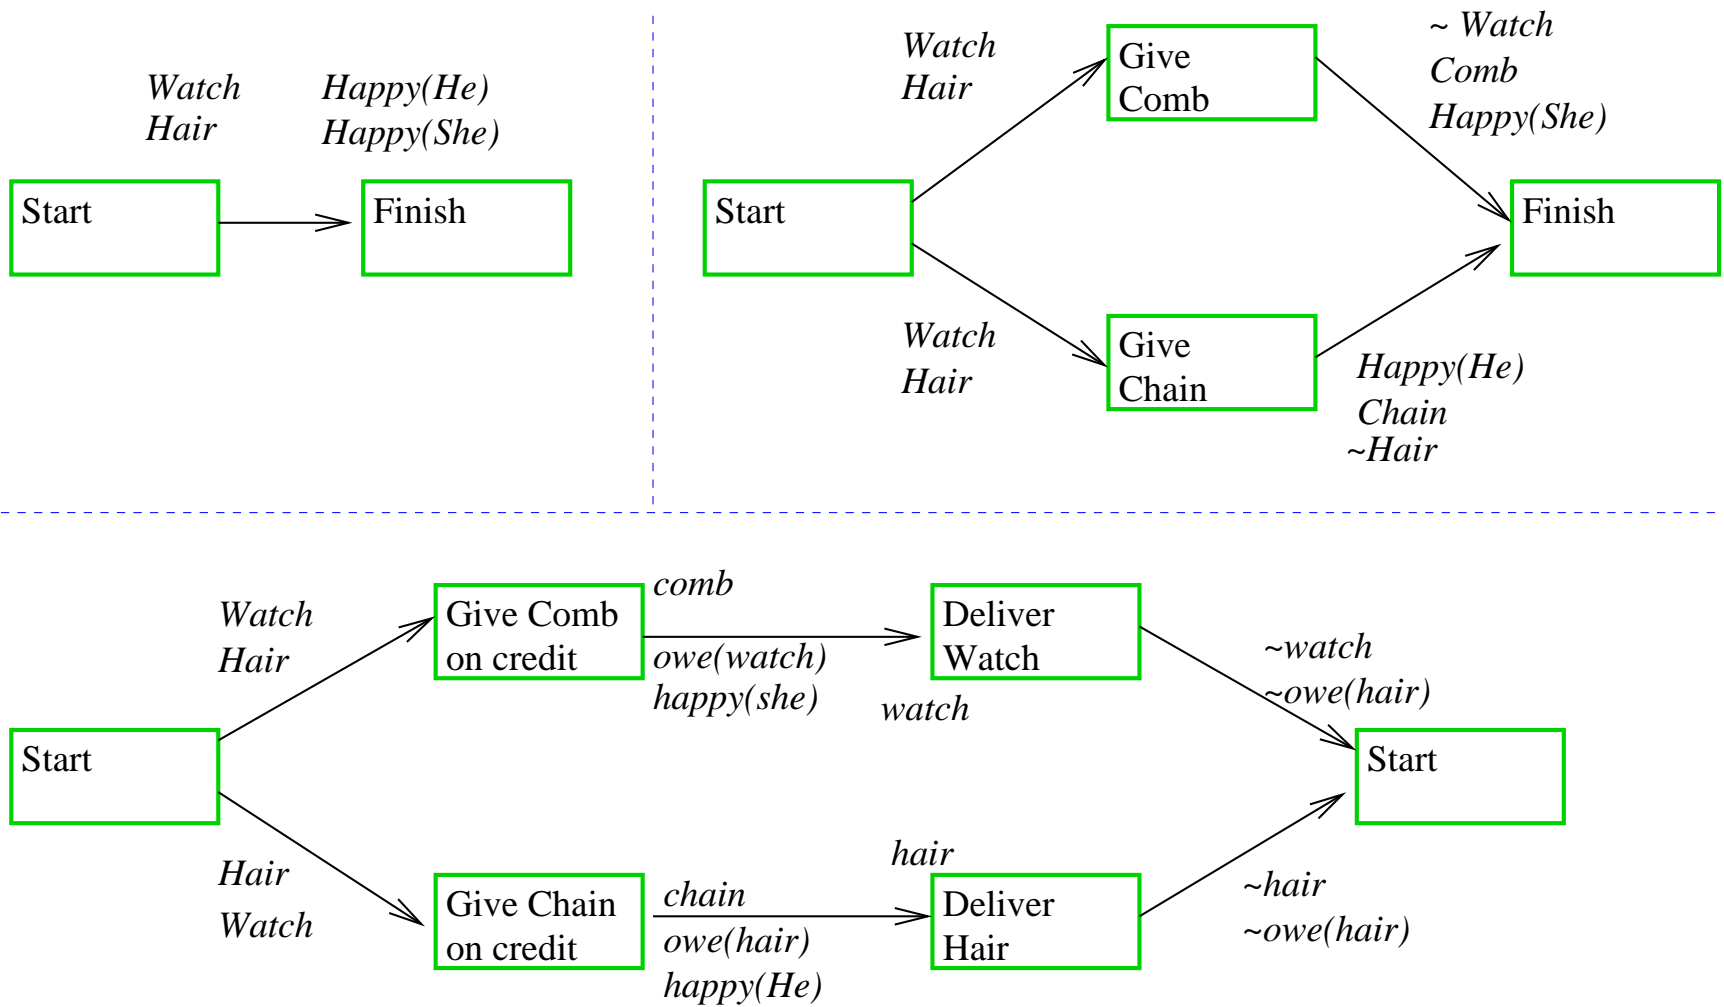 Watch
Hair
Happy(He)
Happy(She)
Start
Finish
Watch
Hair
Give
Comb
~ Watch
Comb
Happy(She)
Start
Finish
Watch
Hair
Give
Chain
Happy(He)
Chain
~Hair
Watch
Hair
Give Comb
on credit
comb
owe(watch)
happy(she)
Deliver
Watch
watch
~watch
~owe(hair)
Start
Start
Hair
Watch
Give Chain
on credit
chain
owe(hair)
happy(He)
hair
Deliver
Hair
~hair
~owe(hair)